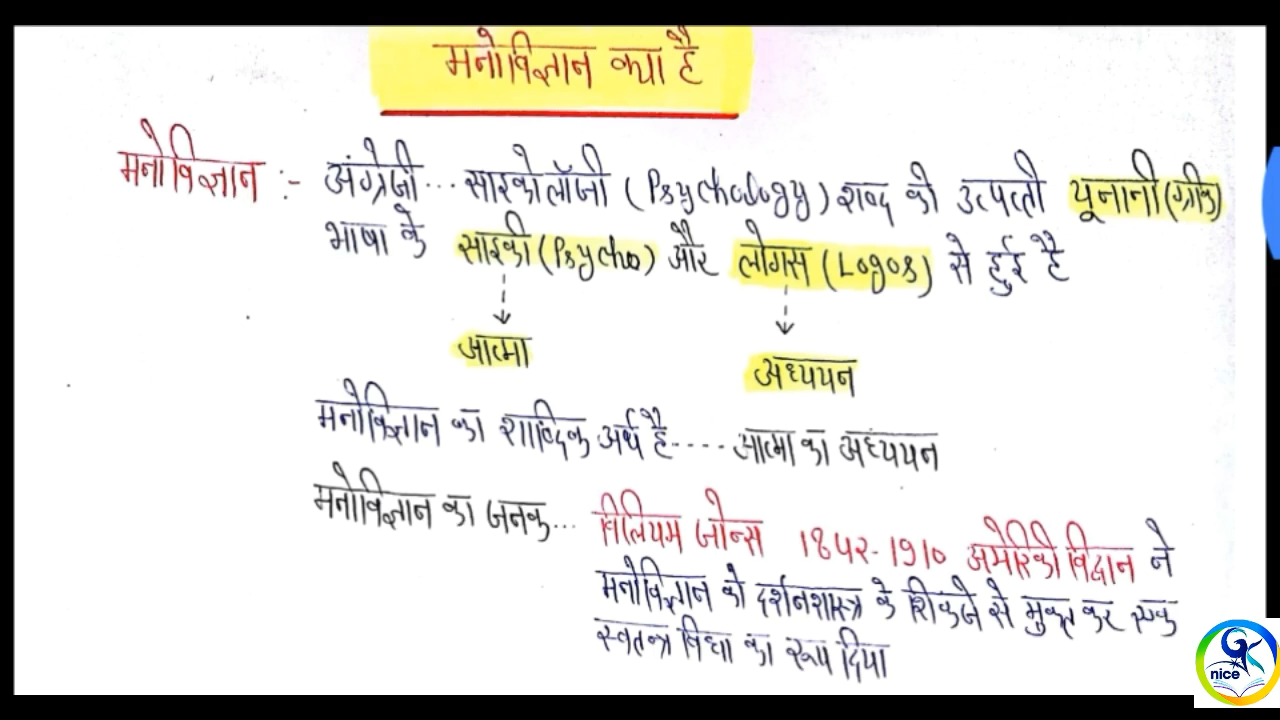 मनोविज्ञान क्या है
मनोविज्ञान :- अंग्रेजी... साइकोलॉजी (Psychology) शब्द की उत्पत्ती यूनानी (ग्रीक)
भाषा के साइकी (Psycho) और लोगस (Logos) से हुई है
आत्मा
अध्ययन
मनोविज्ञान का शाब्दिक अर्थ है---- आत्मा का अध्ययन
मनोविज्ञान का जनक... विलियम जोन्स 1842-1910 अमेरिकी विद्वान ने
मनोविज्ञान को दर्शनशास्त्र के शिकंजे से मुक्त कर एक
स्वतन्त्र विधा का रूप दिया
nice